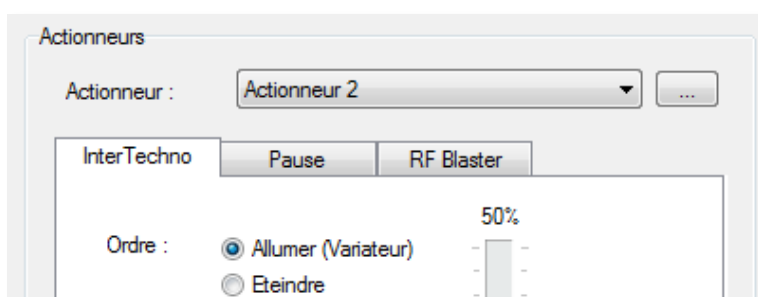 Actionneurs
Actionneur : Actionneur 2 ...
InterTechno Pause RF Blaster
50%
Ordre : Allumer (Variateur)
Eteindre